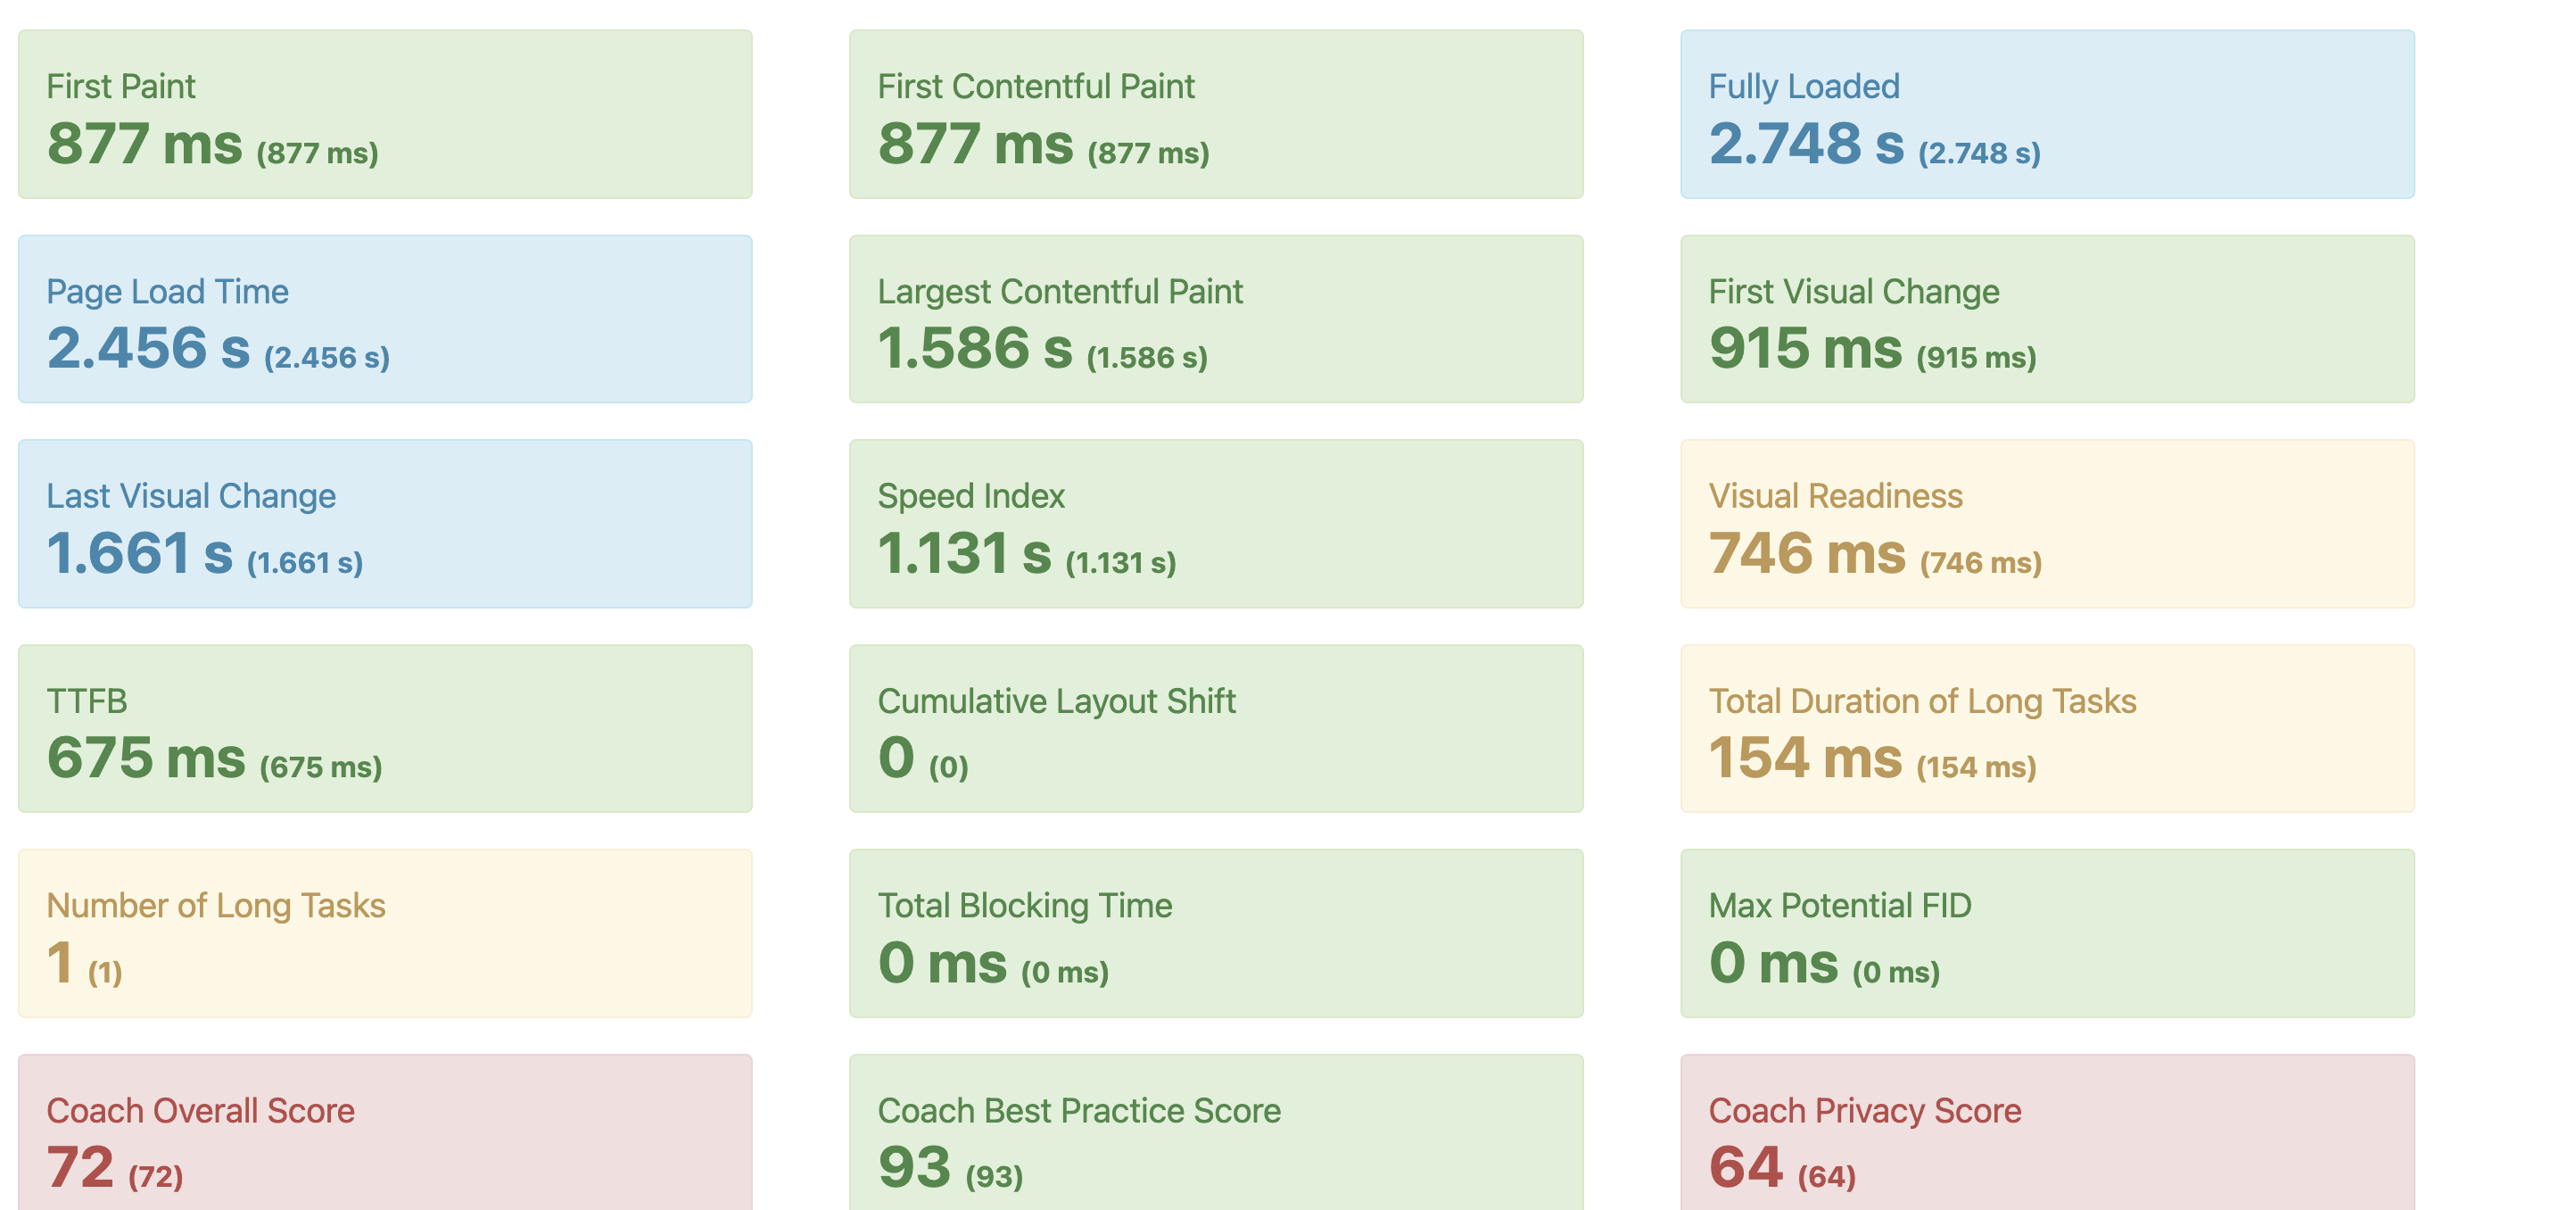 First Paint
877 ms (877 ms)
First Contentful Paint
877 ms (877 ms)
Fully Loaded
2.748 s (2.748 s)
Page Load Time
2.456 s (2.456 s)
Largest Contentful Paint
1.586 s (1.586 s)
First Visual Change
915 ms (915 ms)
Last Visual Change
1.661 s (1.661 s)
Speed Index
1.131 s (1.131 s)
Visual Readiness
746 ms (746 ms)
TTFB
675 ms (675 ms)
Cumulative Layout Shift
0 (0)
Total Duration of Long Tasks
154 ms (154 ms)
Number of Long Tasks
1 (1)
Total Blocking Time
0 ms (0 ms)
Max Potential FID
0 ms (0 ms)
Coach Overall Score
72 (72)
Coach Best Practice Score
93 (93)
Coach Privacy Score
64 (64)